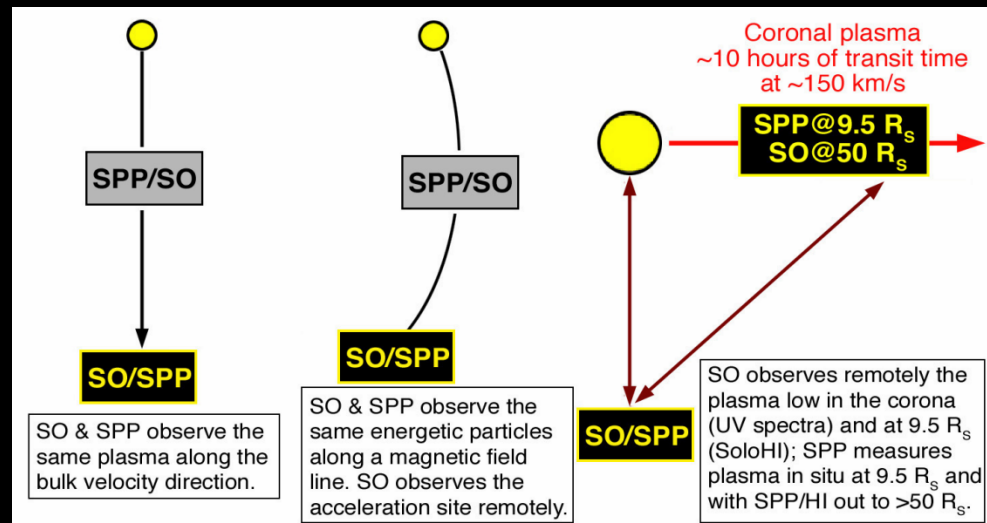 SPP/SO
SO/SPP
SO & SPP observe the
same plasma along the
bulk velocity direction.
SPP/SO
SO/SPP
SO & SPP observe the
same energetic particles
along a magnetic field
line. SO observes the
acceleration site remotely.
Coronal plasma
~10 hours of transit time
at ~150 km/s
SPP@9.5 Rs
SO@50 Rs
SO/SPP
SO observes remotely the
plasma low in the corona
(UV spectra) and at 9.5 Rs
(SoloHI); SPP measures
plasma in situ at 9.5 Rs and
with SPP/HI out to >50 Rs.